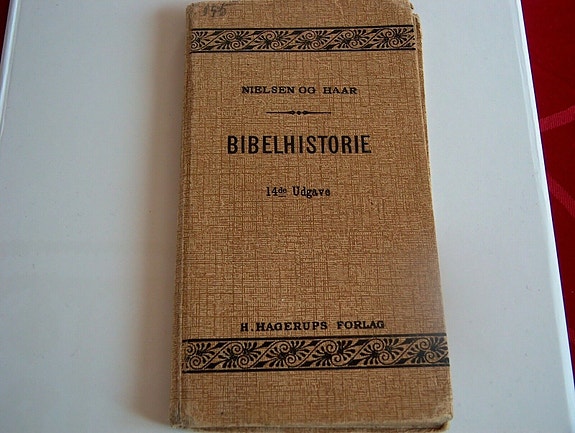 NIELSEN OG HAAR
BIBELHISTORIE
14de Udgave
H. HAGERUPS FORLAG